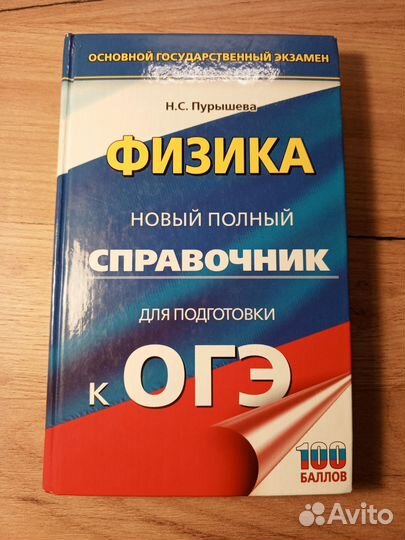 ОСНОВНОЙ ГОСУДАРСТВЕННЫЙ ЭКЗАМЕН
Н.С. Пурышева
ФИЗИКА
НОВЫЙ ПОЛНЫЙ
СПРАВОЧНИК
ДЛЯ ПОДГОТОВКИ
К ОГЭ
100
БАЛЛОВ
Avito